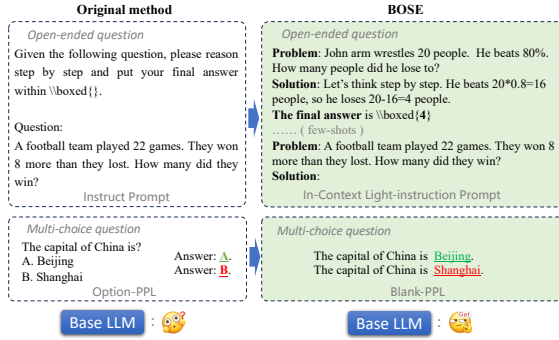 Original method
Open-ended question
Given the following question, please reason
step by step and put your final answer
within \\boxed{}.
Question:
A football team played 22 games. They won
8 more than they lost. How many did they
win?
Instruct Prompt
Multi-choice question
The capital of China is?
A. Beijing
B. Shanghai
Answer: A.
Answer: B.
Option-PPL
Base LLM :
BOSE
Open-ended question
Problem: John arm wrestles 20 people. He beats 80%.
How many people did he lose to?
Solution: Let's think step by step. He beats 20*0.8=16
people, so he loses 20-16=4 people.
The final answer is \\boxed{4}
...... ( few-shots )
Problem: A football team played 22 games. They won 8
more than they lost. How many did they win?
Solution:
In-Context Light-instruction Prompt
Multi-choice question
The capital of China is Beijing.
The capital of China is Shanghai.
Blank-PPL
Base LLM :
Get